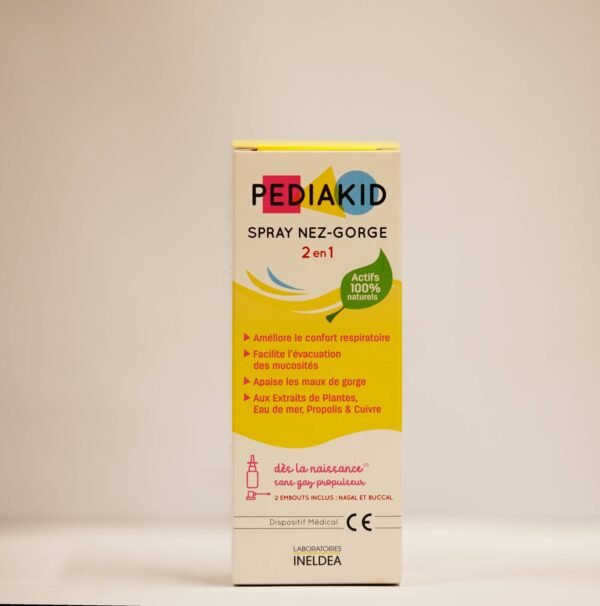 PEDIAKID
SPRAY NEZ-GORGE
2 en 1
Actifs
100%
naturels
Améliore le confort respiratoire
Facilite l'évacuation
des mucosités
Apaise les maux de gorge
Aux Extraits de Plantes,
Eau de mer, Propolis & Cuivre
dès la naissance (1)
sans gaz propulseur
2 EMBOUTS INCLUS : NASAL ET BUCCAL
Dispositif Médical CE
LABORATOIRES
INELDEA